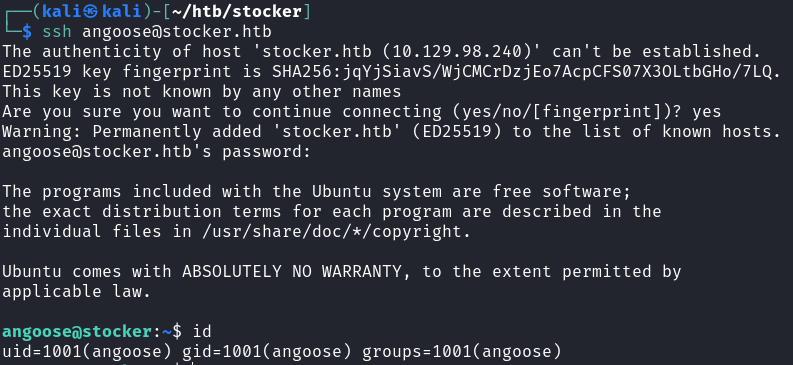 ┌──(kali㉿kali)-[~/htb/stocker]
└─$ ssh angoose@stocker.htb
The authenticity of host 'stocker.htb (10.129.98.240)' can't be established.
ED25519 key fingerprint is SHA256:jqYjSiavS/WjCMCrDzjEo7AcpCFS07X3OLtbGHo/7LQ.
This key is not known by any other names
Are you sure you want to continue connecting (yes/no/[fingerprint])? yes
Warning: Permanently added 'stocker.htb' (ED25519) to the list of known hosts.
angoose@stocker.htb's password:
The programs included with the Ubuntu system are free software;
the exact distribution terms for each program are described in the
individual files in /usr/share/doc/*/copyright.
Ubuntu comes with ABSOLUTELY NO WARRANTY, to the extent permitted by
applicable law.
angoose@stocker:~$ id
uid=1001(angoose) gid=1001(angoose) groups=1001(angoose)